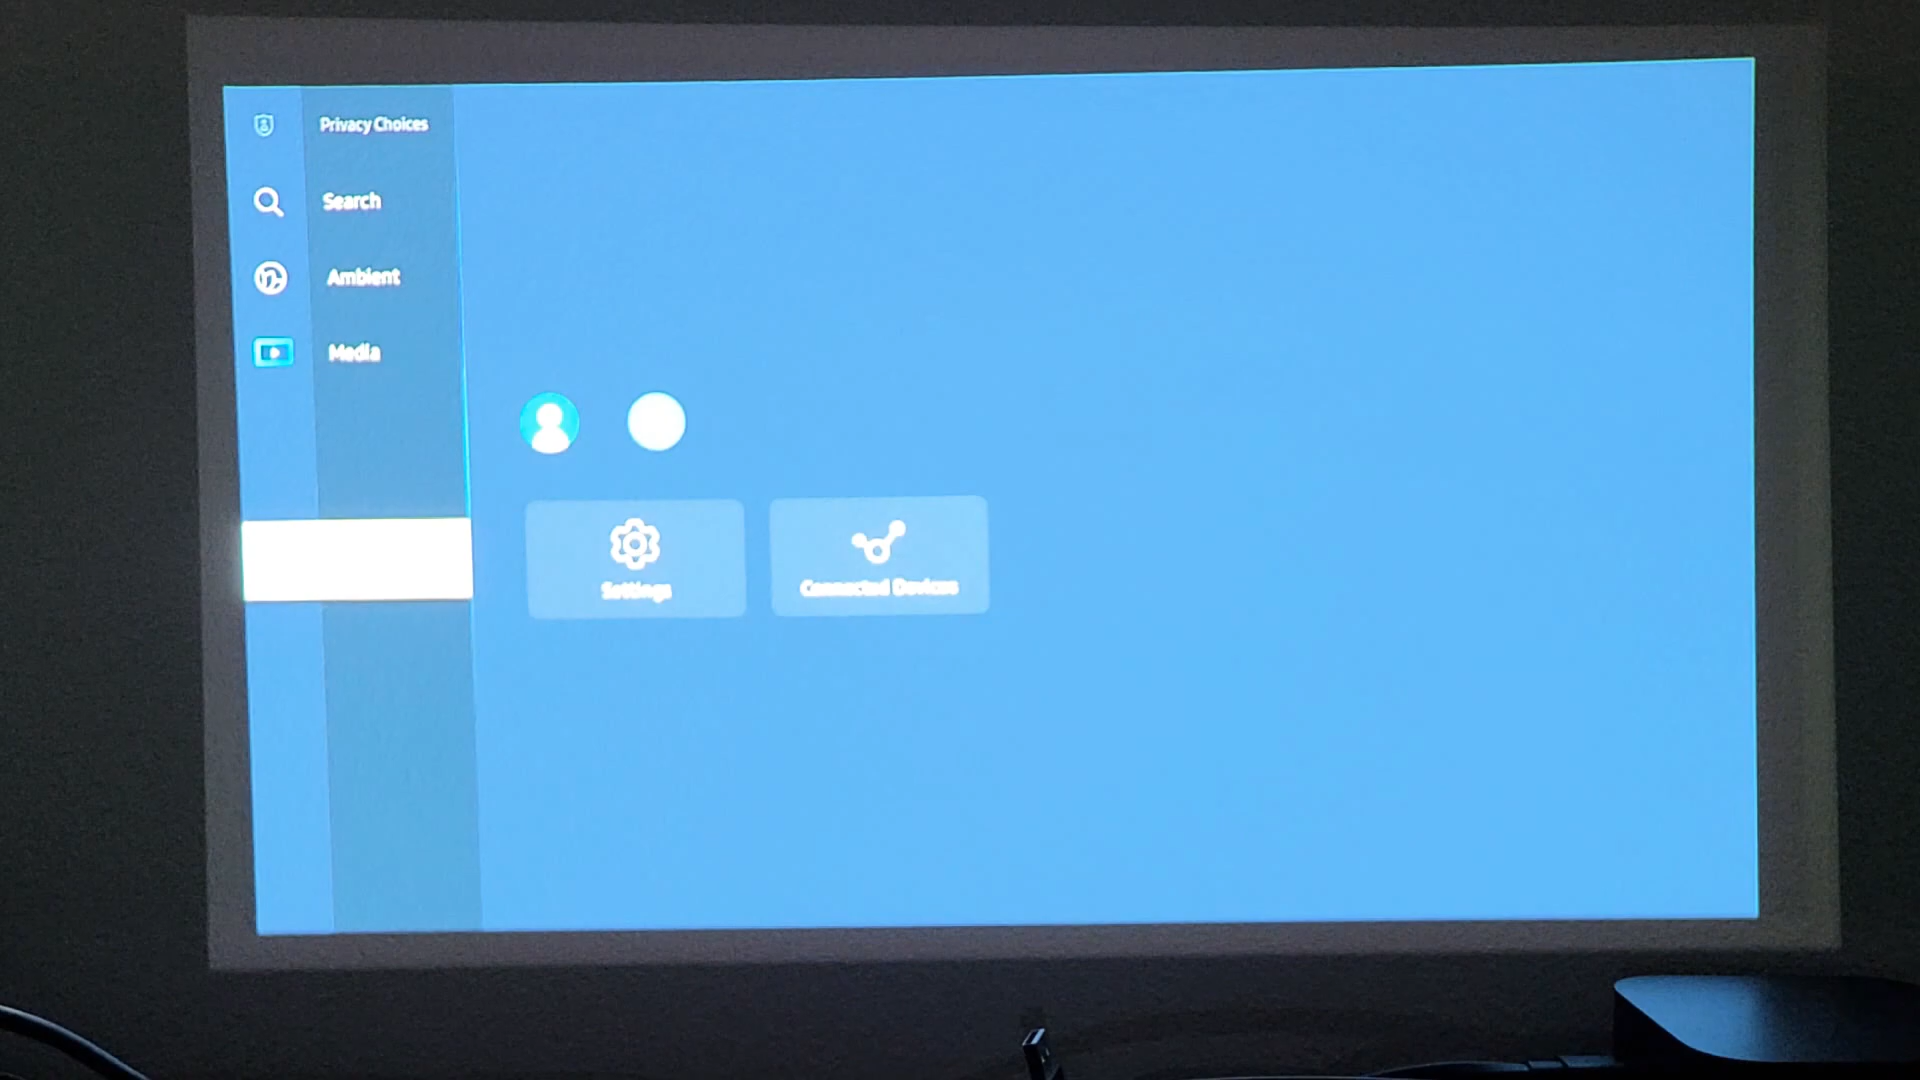 Privacy Choices
Search
Ambient
Media
Settings
Connected Devices